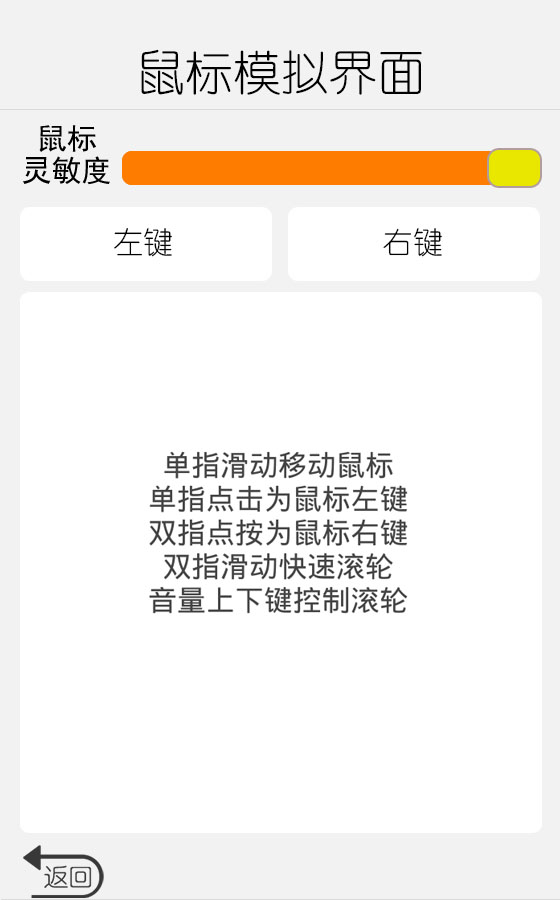 鼠标模拟界面
鼠标
灵敏度
左键
右键
单指滑动移动鼠标
单指点击为鼠标左键
双指点按为鼠标右键
双指滑动快速滚轮
音量上下键控制滚轮
返回